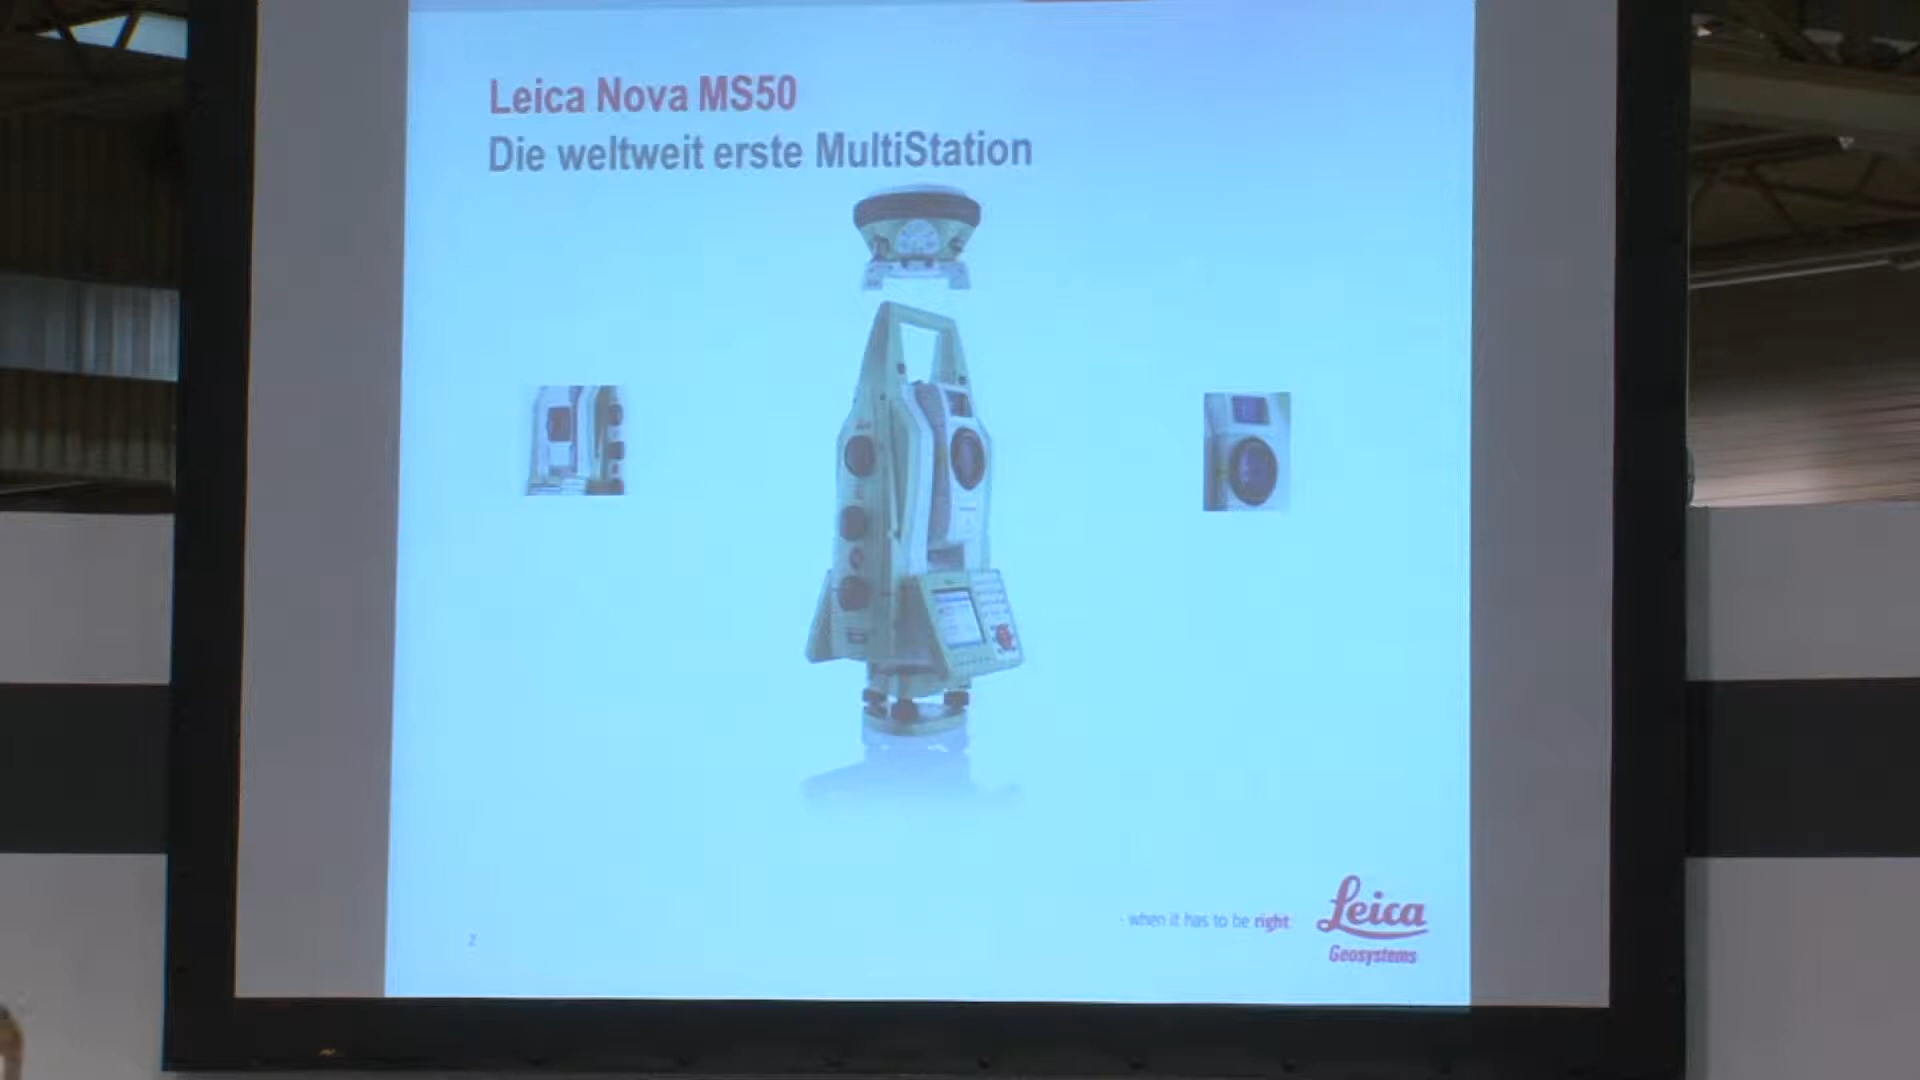 Leica Nova MS50
Die weltweit erste MultiStation
- when it has to be right
Leica
Geosystems
2